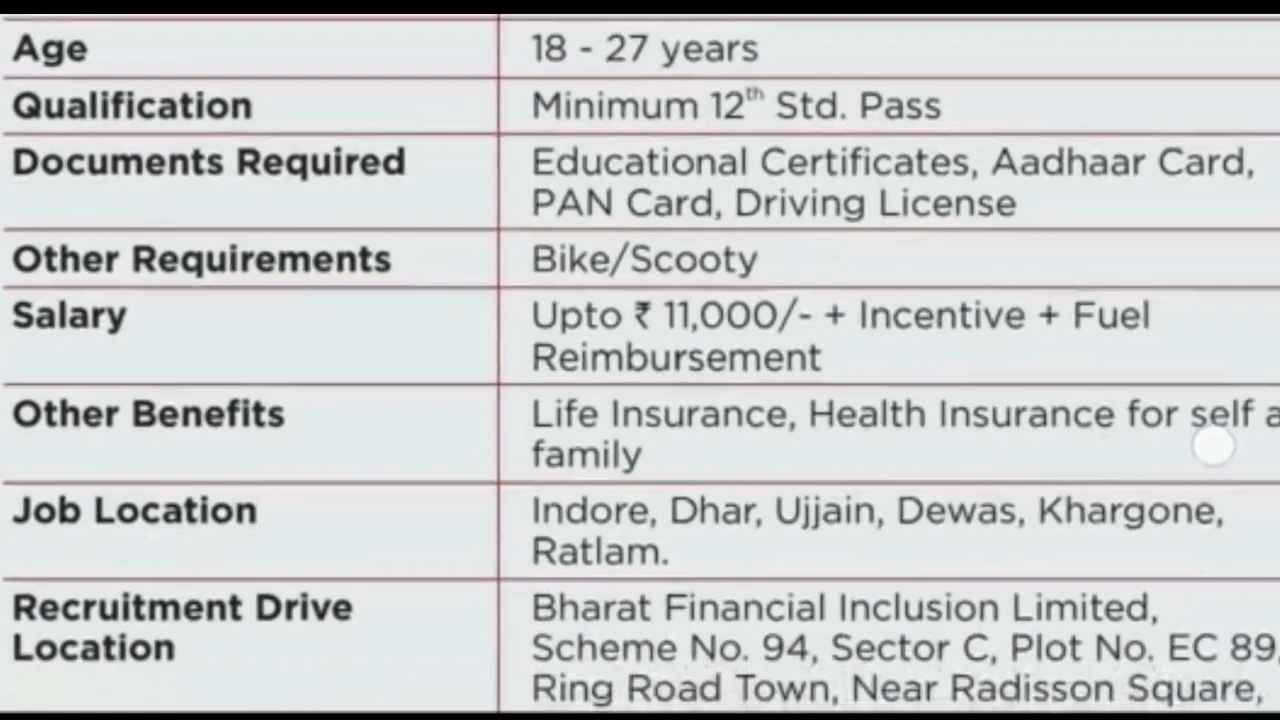 Age
18 - 27 years
Qualification
Minimum 12th Std. Pass
Documents Required
Educational Certificates, Aadhaar Card,
PAN Card, Driving License
Other Requirements
Bike/Scooty
Salary
Upto ₹ 11,000/- + Incentive + Fuel
Reimbursement
Other Benefits
Life Insurance, Health Insurance for self
family
Job Location
Indore, Dhar, Ujjain, Dewas, Khargone,
Ratlam.
Recruitment Drive
Location
Bharat Financial Inclusion Limited,
Scheme No. 94, Sector C, Plot No. EC 89,
Ring Road Town, Near Radisson Square,